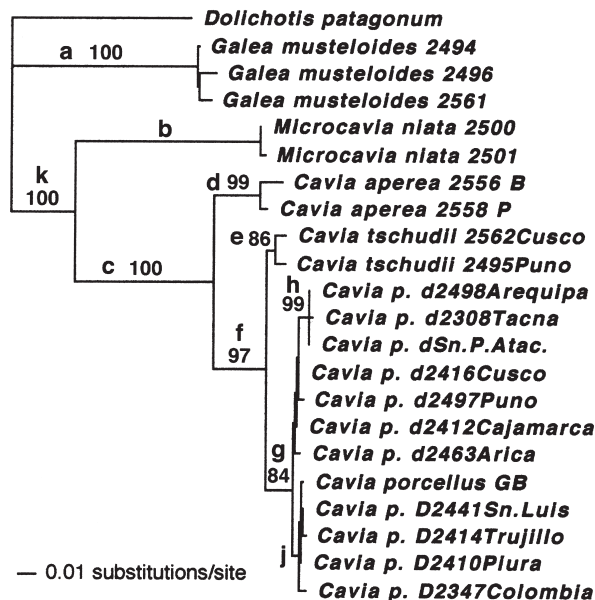 Dolichotis patagonum
a 100
Galea musteloides 2494
Galea musteloides 2496
Galea musteloides 2561
b
Microcavia niata 2500
Microcavia niata 2501
k
100
d 99
Cavia aperea 2556 B
Cavia aperea 2558 P
e 86
Cavia tschudii 2562Cusco
Cavia tschudii 2495Puno
c 100
h
99
Cavia p. d2498Arequipa
Cavia p. d2308Tacna
Cavia p. dSn.P.Atac.
f
97
Cavia p. d2416Cusco
Cavia p. d2497Puno
Cavia p. d2412Cajamarca
Cavia p. d2463Arica
g
84
Cavia porcellus GB
Cavia p. D2441Sn.Luis
Cavia p. D2414Trujillo
j
Cavia p. D2410Piura
Cavia p. D2347Colombia
0.01 substitutions/site